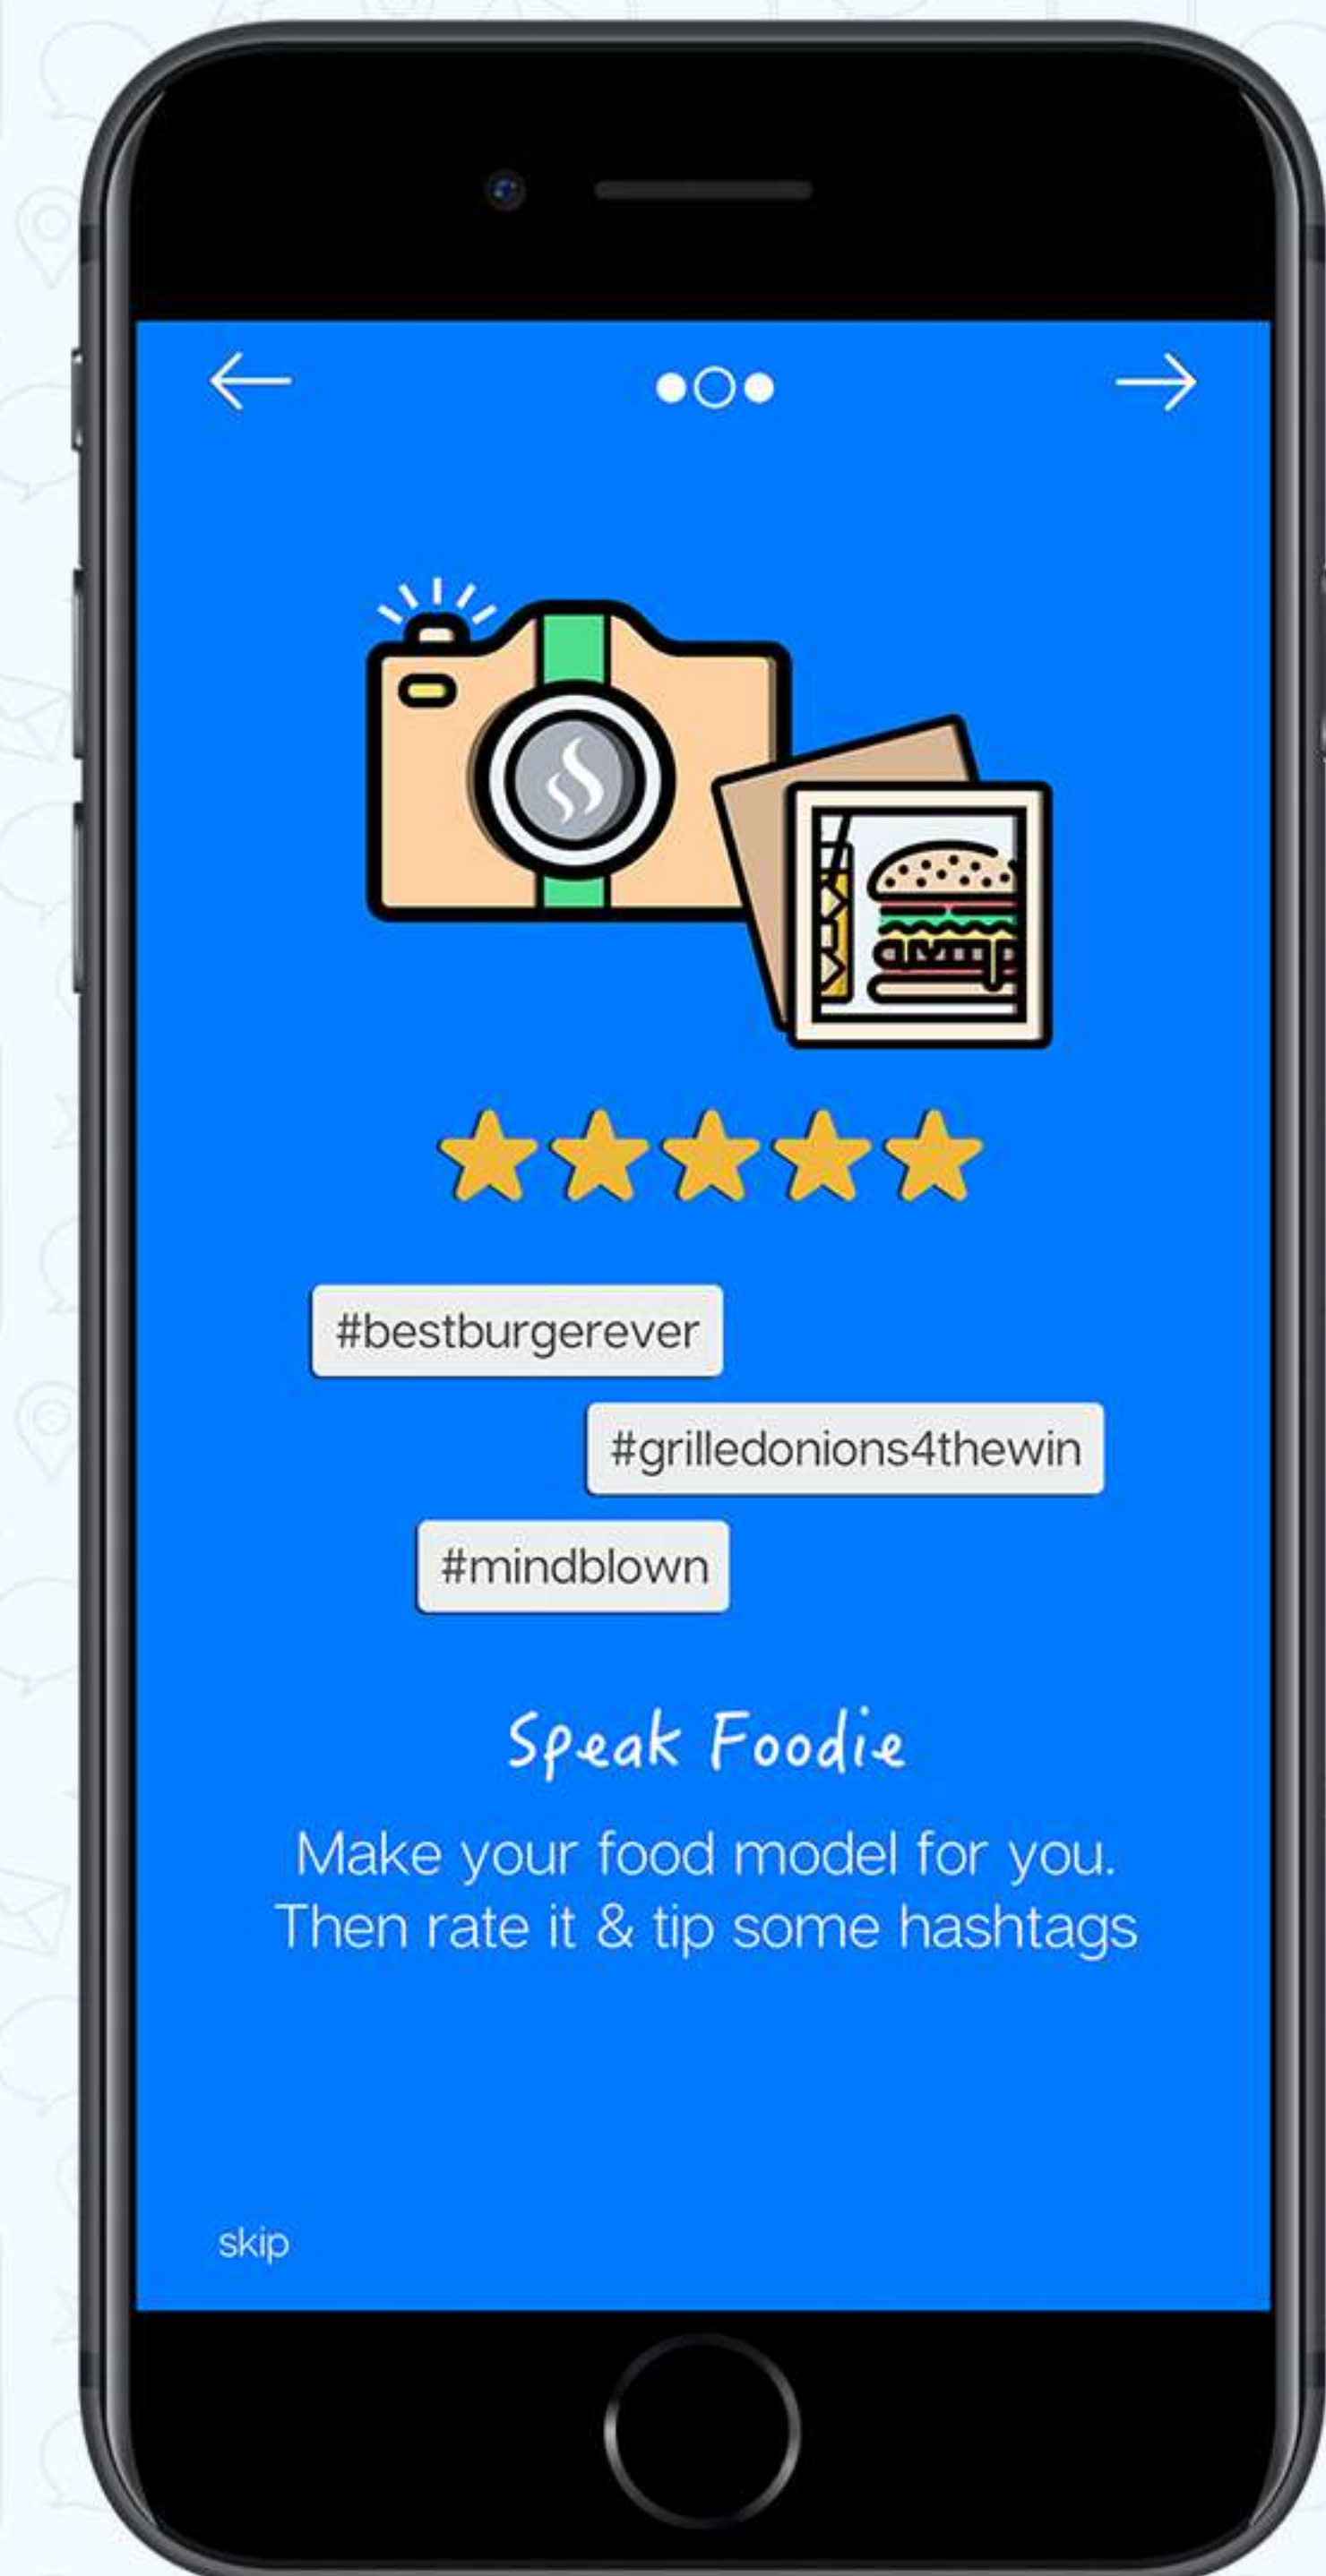 #bestburgerever
#grilledonions4thewin
#mindblown
Speak Foodie
Make your food model for you.
Then rate it & tip some hashtags
skip